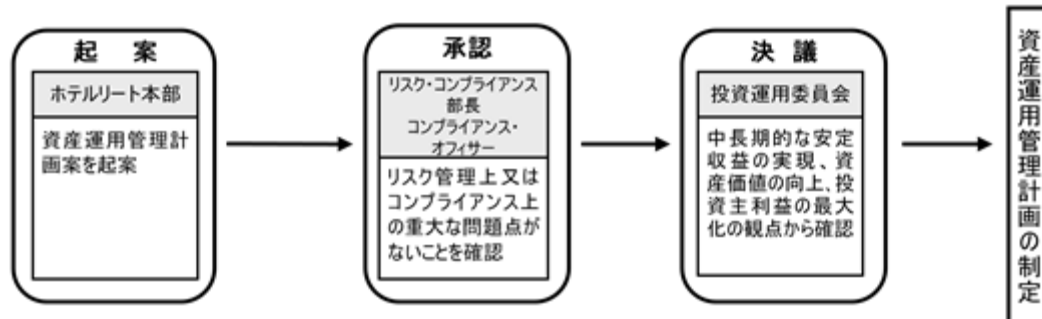 起 案
ホテルリート本部
資産運用管理計
画案を起案
承認
リスク・コンプライアンス
部長
コンプライアンス・
オフィサー
リスク管理上又は
コンプライアンス上
の重大な問題点が
ないことを確認
決 議
投資運用委員会
中長期的な安定
収益の実現、資
産価値の向上、投
資主利益の最大
化の観点から確認
資産運用管理計画の制定